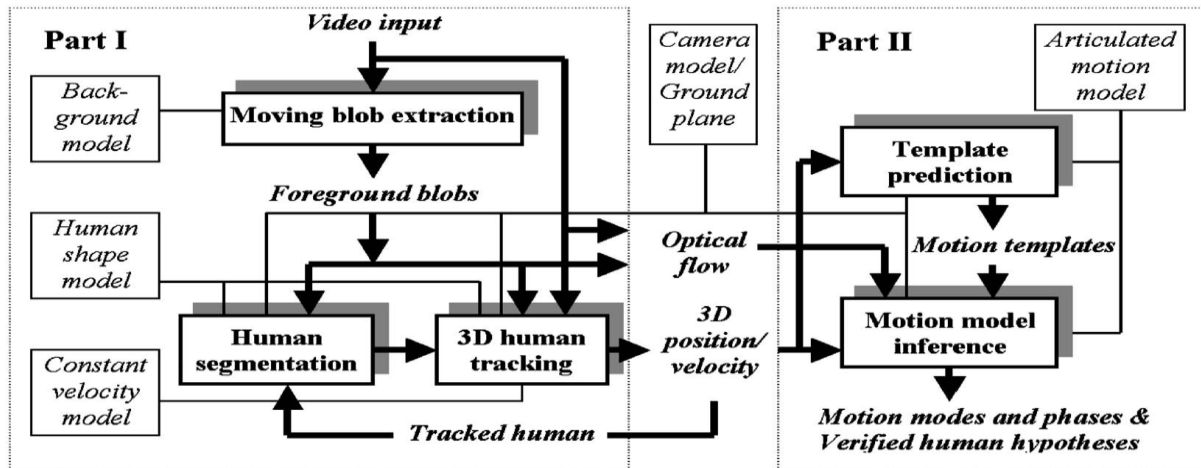 Part I
Video input
Back-
ground
model
Moving blob extraction
Foreground blobs
Human
shape
model
Human
segmentation
3D human
tracking
Constant
velocity
model
Tracked human
Camera
model/
Ground
plane
Optical
flow
3D
position/
velocity
Part II
Articulated
motion
model
Template
prediction
Motion templates
Motion model
inference
Motion modes and phases &
Verified human hypotheses